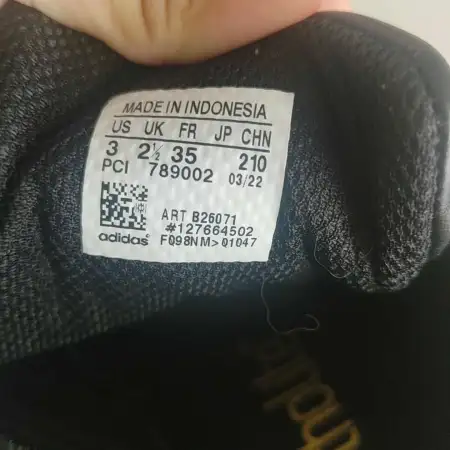 MADE IN INDONESIA
US UK FR JP CHN
3 2½ 35 210
PCI 789002 03/22
ART B26071
#127664502
adidas® F098NM>01047